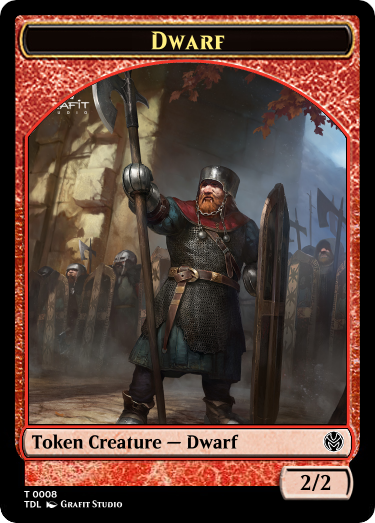 Dwarf
Token Creature — Dwarf
2/2
T 0008
TDL Grafit Studio